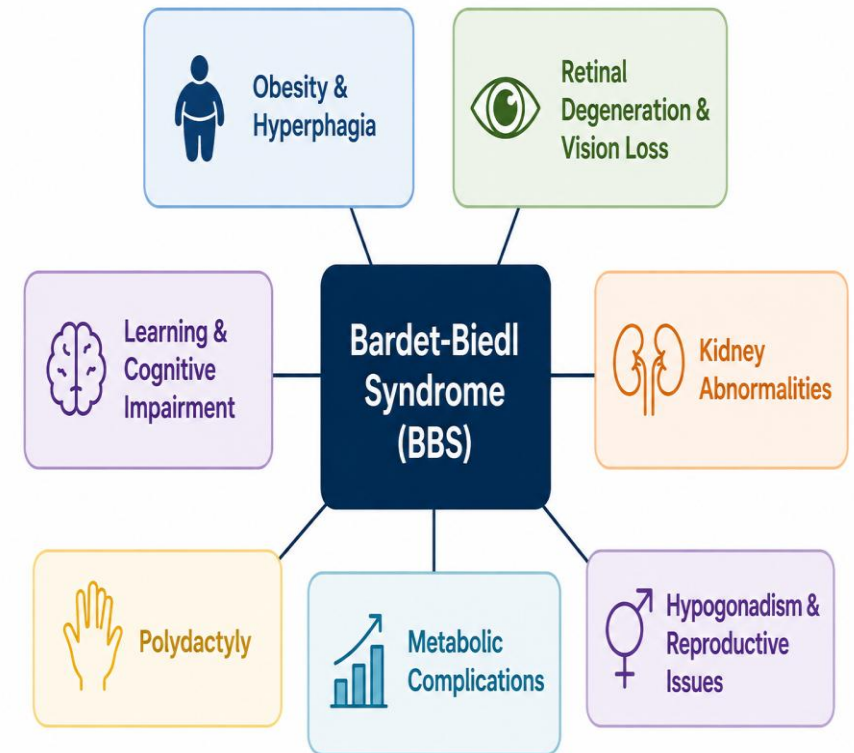 Obesity &
Hyperphagia
Retinal
Degeneration &
Vision Loss
Learning &
Cognitive
Impairment
Bardet-Biedl
Syndrome
(BBS)
Kidney
Abnormalities
Polydactyly
Metabolic
Complications
Hypogonadism &
Reproductive
Issues